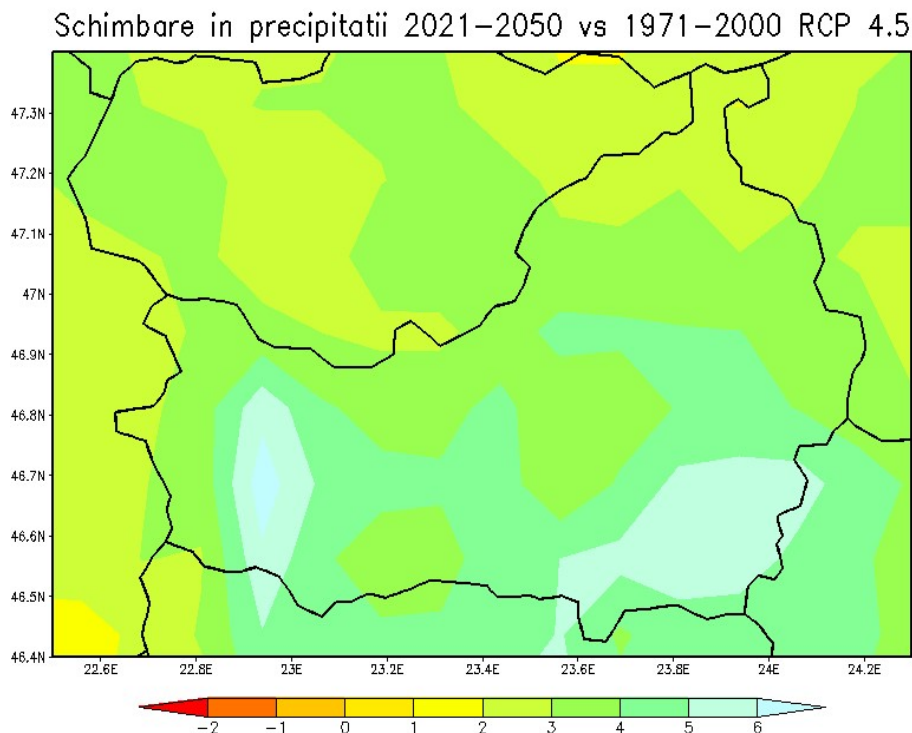 Schimbare in precipitatii 2021-2050 vs 1971-2000 RCP 4.5
47.3N
47.2N
47.1N
47N
46.9N
46.8N
46.7N
46.6N
46.5N
46.4N
22.6E 22.8E 23E 23.2E 23.4E 23.6E 23.8E 24E 24.2E
-2 -1 0 1 2 3 4 5 6